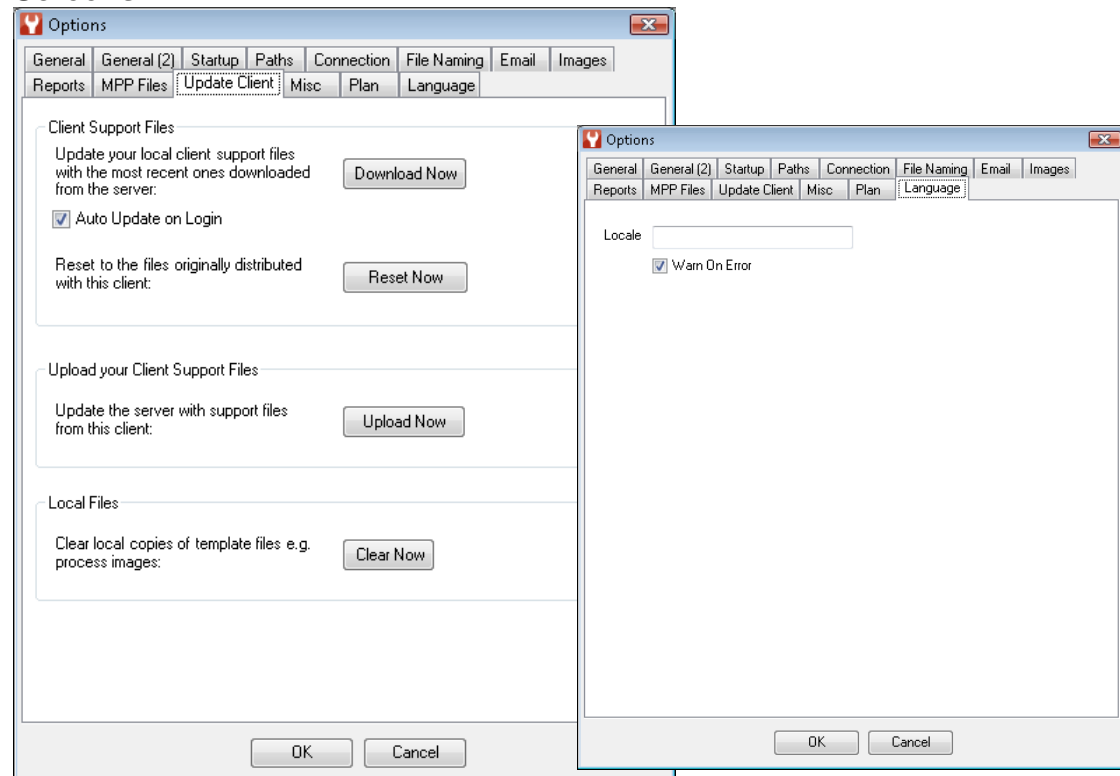 Options
General General (2) Startup Paths Connection File Naming Email Images
Reports MPP Files Update Client Misc Plan Language
Client Support Files
Update your local client support files
with the most recent ones downloaded
from the server:
Download Now
Auto Update on Login
Reset to the files originally distributed
with this client:
Reset Now
Upload your Client Support Files
Update the server with support files
from this client:
Upload Now
Local Files
Clear local copies of template files e.g.
process images:
Clear Now
OK Cancel
Options
General General (2) Startup Paths Connection File Naming Email Images
Reports MPP Files Update Client Misc Plan Language
Locale
Warn On Error
OK Cancel